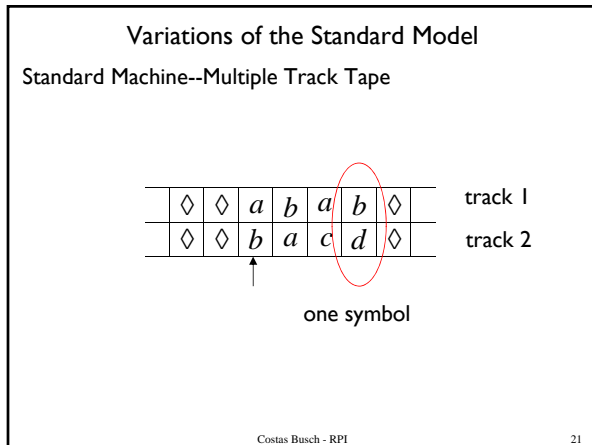 Variations of the Standard Model
Standard Machine--Multiple Track Tape
◊ ◊ a b a b ◊ track 1
◊ ◊ b a c d ◊ track 2
one symbol
Costas Busch - RPI 21